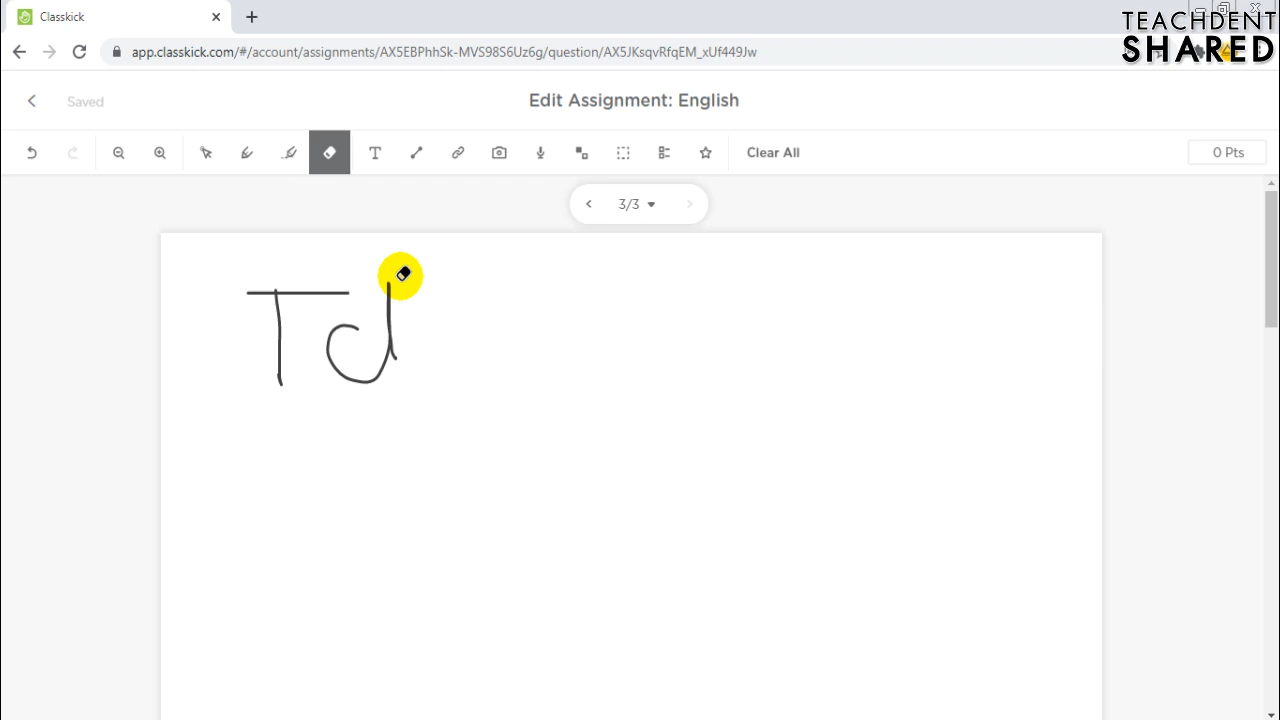 Classkick
TEACHDENT
SHARED
app.classkick.com/#/account/assignments/AX5EBPhhSk-MVS98S6Uz6g/question/AX5JKsqvRfqEM_xUf449Jw
Saved
Edit Assignment: English
T
Clear All
0 Pts
3/3
Td